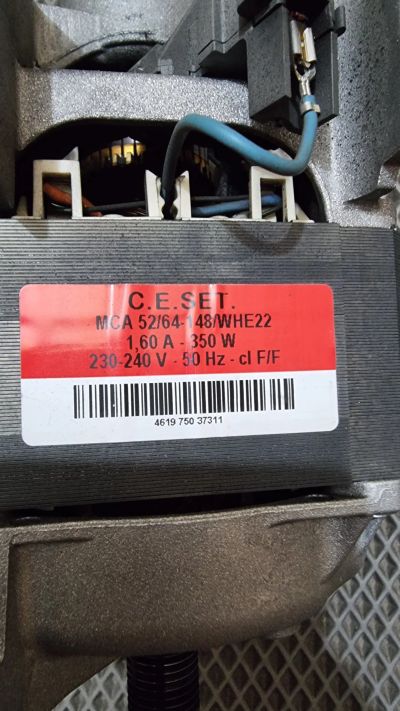 C.E.SET.
MCA 52/64-148/WHE22
1,60 A - 350 W
230-240 V - 50 Hz - cl F/F
4619 750 37311